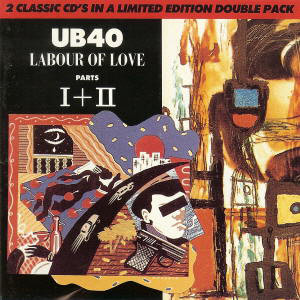 2 CLASSIC CD'S IN A LIMITED EDITION DOUBLE PACK
UB40
LABOUR OF LOVE
PARTS
I+II